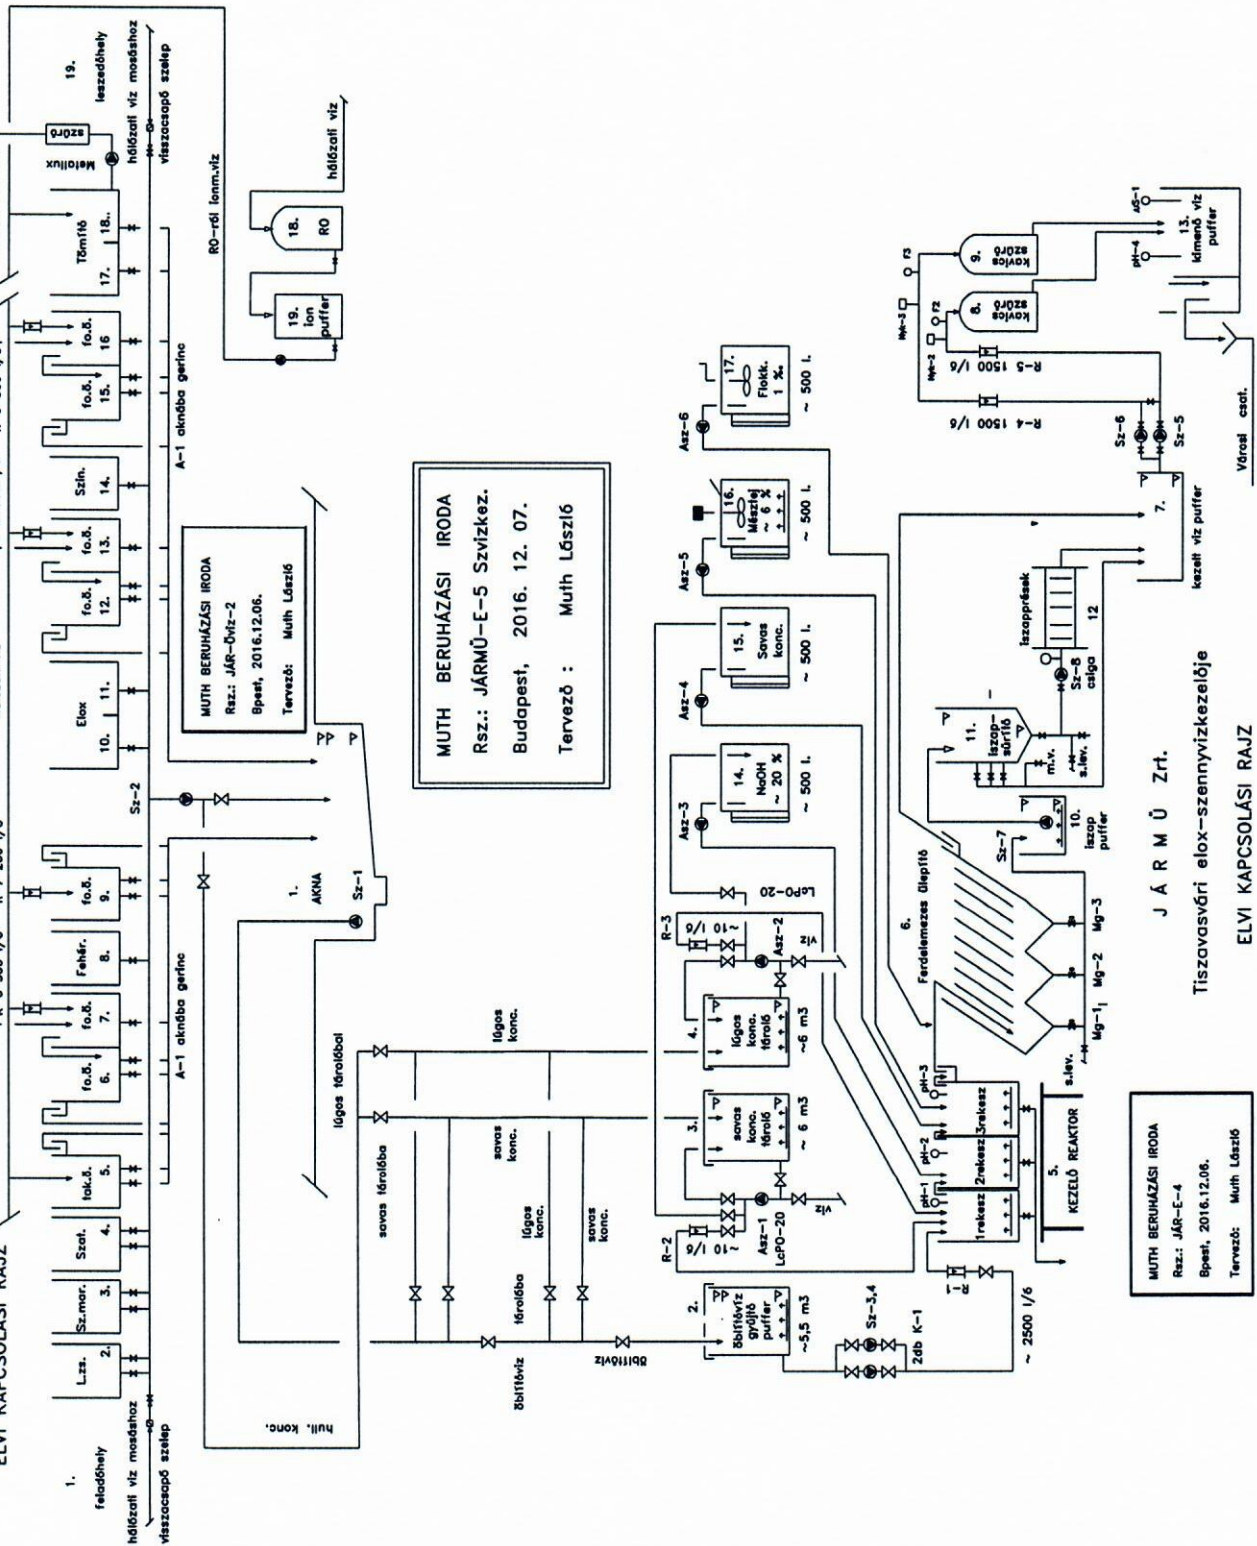 ELVI KAPCSOLÁSI RAJZ
1.
feladóhely
hálózati víz mosáshoz
visszacsapó szelep
L.zs.
2.
Sz.mar.
3.
Szat.
4.
tak.ő.
5.
fo.ő.
6.
fo.ő.
7.
Fehér.
8.
fo.ő.
9.
Elox
10.
11.
fo.ő.
12.
fo.ő.
13.
Szín.
14.
fo.ő.
15.
fo.ő.
16
Tömítő
17.
18..
Metallux
szűrő
19.
leszedőhely
hálózati víz mosáshoz
visszacsapó szelep
A-1 aknába gerinc
A-1 aknába gerinc
Sz-2
MUTH BERUHÁZÁSI IRODA
Rsz.: JÁR-Övíz-2
Bpest, 2016.12.06.
Tervező: Muth László
RO-ról ionm.víz
19.
ion
puffer
18.
RO
hálózati víz
hull. konc.
1.
AKNA
Sz-1
lúgos tárolóbal
savas tárolóba
lúgos
konc.
savas
konc.
lúgos
konc.
savas
konc.
öblítővíz
tárolóba
öblítővíz
MUTH BERUHÁZÁSI IRODA
Rsz.: JÁRMŰ-E-5 Szvizkez.
Budapest, 2016. 12. 07.
Tervező : Muth László
2.
öblítővíz
gyűjtő
puffer
~5,5 m3
3.
savas
konc.
tároló
~ 6 m3
4.
lúgos
konc.
tároló
~6 m3
R-2
~10 l/ó
Asz-1
LcPO-20
víz
R-3
~10 l/ó
Asz-2
LcPO-20
víz
Asz-3
14.
NaOH
~ 20 %
~ 500 l.
Asz-4
15.
Savas
konc.
~ 500 l.
Asz-5
16.
Mésztej
~ 6 %
~ 500 l.
Asz-6
17.
Flokk.
1 ‰
~ 500 l.
Sz-3,4
2db K-1
~ 2500 l/ó
R-1
pH-1
pH-2
pH-3
1rekesz
2rekesz
3rekesz
5.
KEZELŐ REAKTOR
6.
Ferdelemezes ülepítő
s.lev.
Mg-1
Mg-2
Mg-3
Sz-7
10.
iszap
puffer
11.
iszap-
sűrítő
m.v.
s.lev.
Sz-8
csiga
iszapprések
12
7.
kezelt víz puffer
Sz-6
Sz-5
R-4 1500 l/ó
R-5 1500 l/ó
Nyk-2
F2
Nyk-3
F3
8.
kavics
szűrő
9.
kavics
szűrő
pH-4
13.
kimenő víz
puffer
Városi csat.
MUTH BERUHÁZÁSI IRODA
Rsz.: JÁR-E-4
Bpest, 2016.12.06.
Tervező: Muth László
J Á R M Ű Zrt.
Tiszavasvári elox-szennyvizkezelője
ELVI KAPCSOLÁSI RAJZ